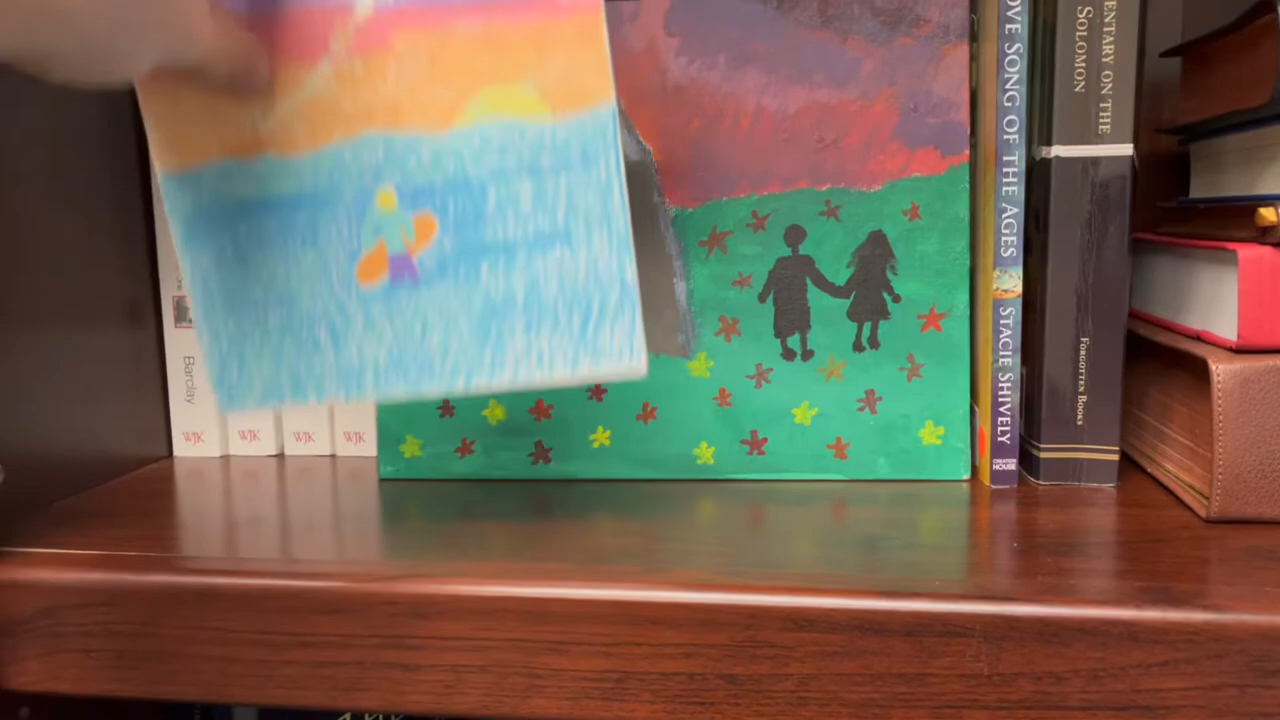 Barclay
WJK
WJK
WJK
WJK
OVE SONG OF THE AGES
STACIE SHIVELY
CREATION
HOUSE
ENTARY ON THE
SOLOMON
FORGOTTEN BOOKS